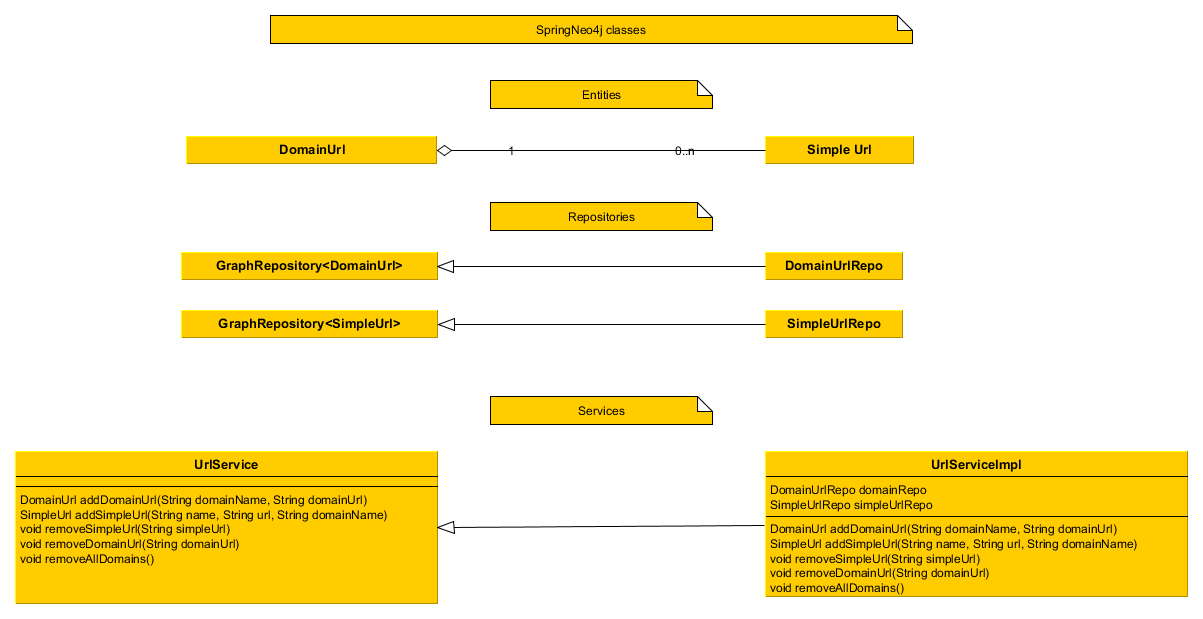 SpringNeo4j classes
Entities
DomainUrl
1
0..n
Simple Url
Repositories
GraphRepository<DomainUrl>
DomainUrlRepo
GraphRepository<SimpleUrl>
SimpleUrlRepo
Services
UrlService
DomainUrl addDomainUrl(String domainName, String domainUrl)
SimpleUrl addSimpleUrl(String name, String url, String domainName)
void removeSimpleUrl(String simpleUrl)
void removeDomainUrl(String domainUrl)
void removeAllDomains()
UrlServiceImpl
DomainUrlRepo domainRepo
SimpleUrlRepo simpleUrlRepo
DomainUrl addDomainUrl(String domainName, String domainUrl)
SimpleUrl addSimpleUrl(String name, String url, String domainName)
void removeSimpleUrl(String simpleUrl)
void removeDomainUrl(String domainUrl)
void removeAllDomains()